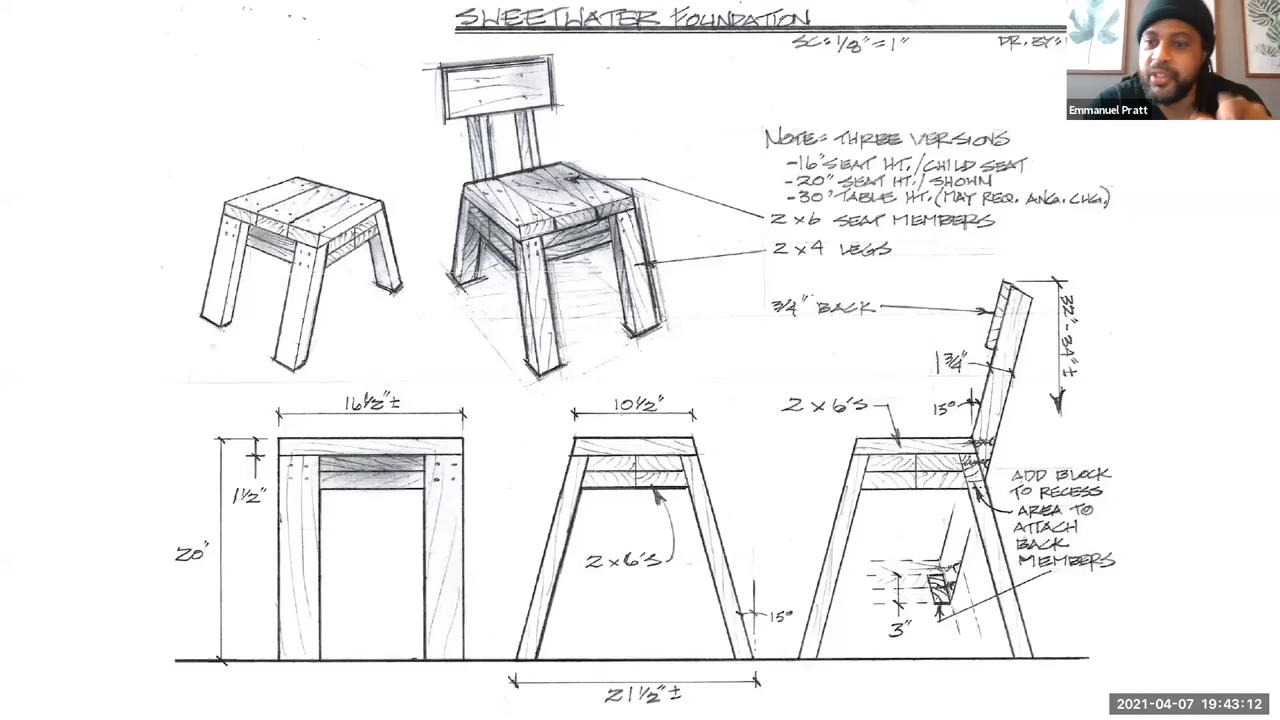 SWEETWATER FOUNDATION
SC= 1/8" = 1"
DR. BY=
Emmanuel Pratt
NOTE= THREE VERSIONS
-16" SEAT HT./CHILD SEAT
-20" SEAT HT./SHOWN
-30" TABLE HT. (MAY REQ. ANG. CHG.)
2 x 6 SEAT MEMBERS
2 x 4 LEGS
3/4" BACK
32"-34"±
1 3/4"
16 1/2"±
10 1/2"
2 x 6'S
15°
1 1/2"
20"
2 x 6'S
15°
ADD BLOCK
TO RECESS
AREA TO
ATTACH
BACK
MEMBERS
3"
21 1/2"±
2021-04-07 19:43:12